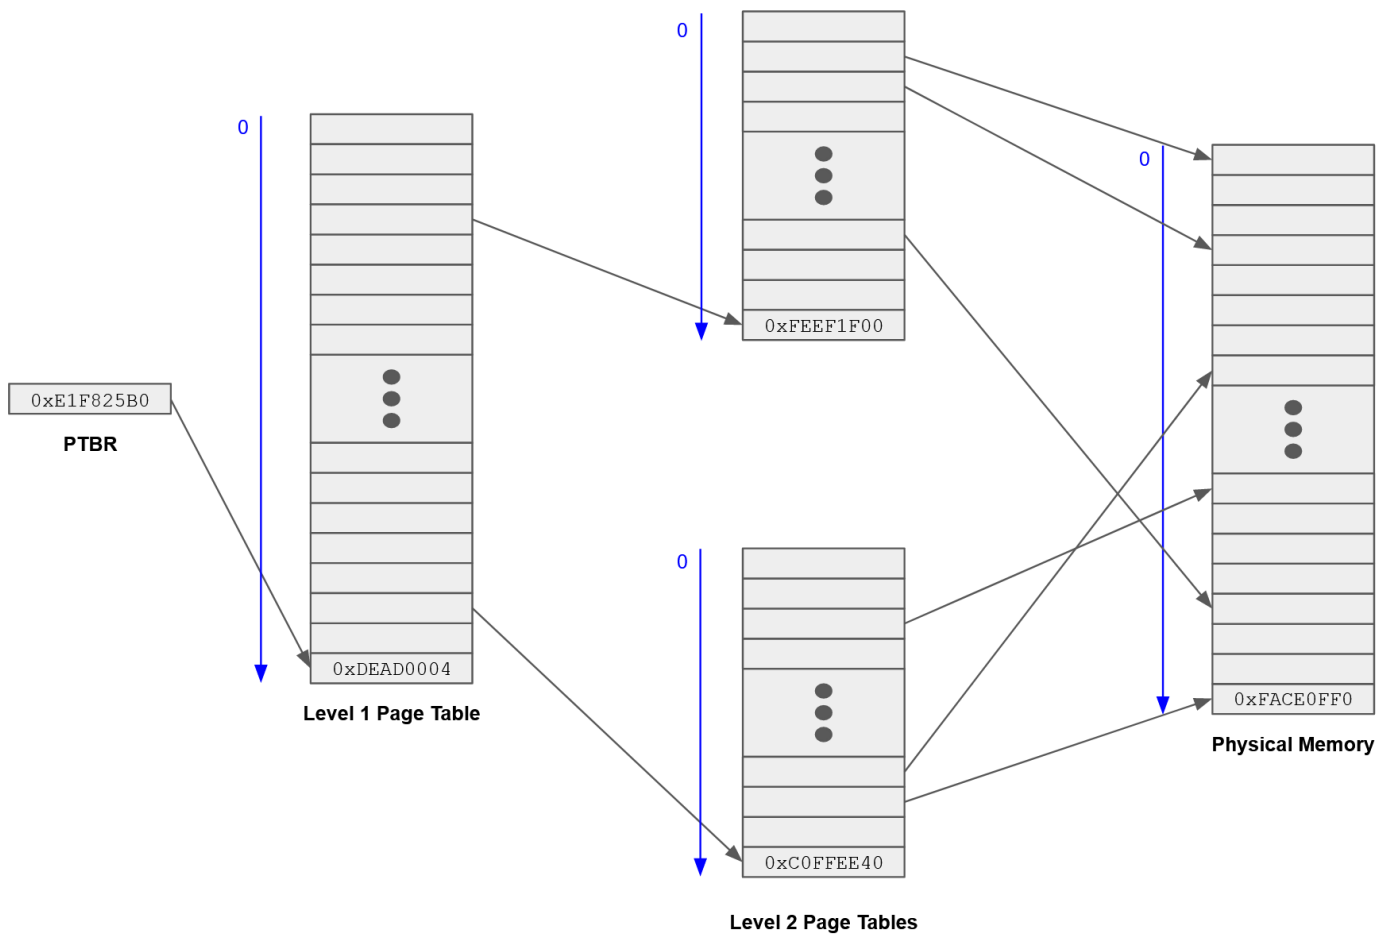 0
0xE1F825B0
PTBR
0xDEAD0004
Level 1 Page Table
0
0xFEEF1F00
0
0xC0FFEE40
Level 2 Page Tables
0
0xFACE0FF0
Physical Memory